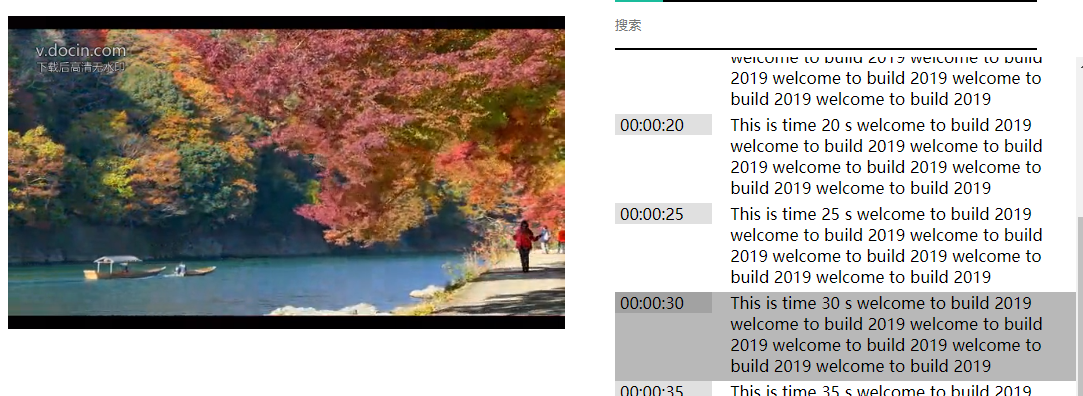 v.docin.com
下载后高清无水印
搜索
welcome to build 2019 welcome to build
2019 welcome to build 2019 welcome to
build 2019 welcome to build 2019
00:00:20
This is time 20 s welcome to build 2019
welcome to build 2019 welcome to build
2019 welcome to build 2019 welcome to
build 2019 welcome to build 2019
00:00:25
This is time 25 s welcome to build 2019
welcome to build 2019 welcome to build
2019 welcome to build 2019 welcome to
build 2019 welcome to build 2019
00:00:30
This is time 30 s welcome to build 2019
welcome to build 2019 welcome to build
2019 welcome to build 2019 welcome to
build 2019 welcome to build 2019
00:00:35
This is time 35 s welcome to build 2019